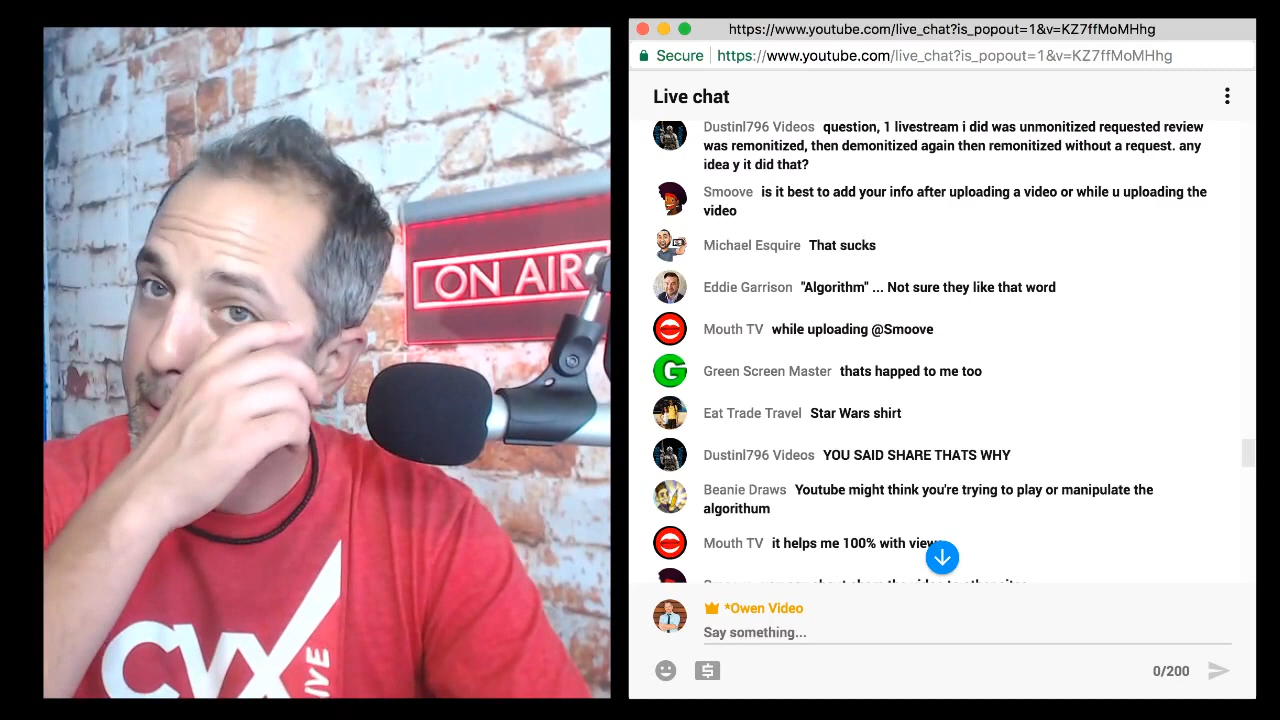 https://www.youtube.com/live_chat?is_popout=1&v=KZ7ffMoMHhg
Secure https://www.youtube.com/live_chat?is_popout=1&v=KZ7ffMoMHhg
Live chat
Dustinl796 Videos question, 1 livestream i did was unmonitized requested review
was remonitized, then demonitized again then remonitized without a request. any
idea y it did that?
Smoove is it best to add your info after uploading a video or while u uploading the
video
Michael Esquire That sucks
Eddie Garrison "Algorithm" ... Not sure they like that word
Mouth TV while uploading @Smoove
Green Screen Master thats happened to me too
Eat Trade Travel Star Wars shirt
Dustinl796 Videos YOU SAID SHARE THATS WHY
Beanie Draws Youtube might think you're trying to play or manipulate the
algorithum
Mouth TV it helps me 100% with view
*Owen Video
Say something...
0/200
ON AIR
CVX
LIVE